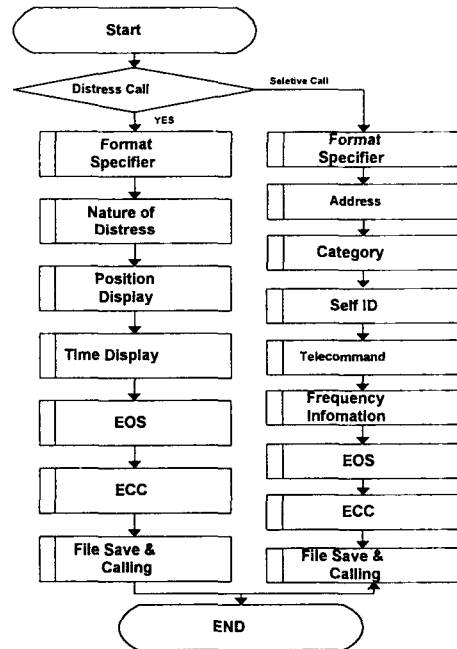 Start
Distress Call
Seletive Call
YES
Format
Specifier
Nature of
Distress
Position
Display
Time Display
EOS
ECC
File Save &
Calling
Format
Specifier
Address
Category
Self ID
Telecommand
Frequency
Infomation
EOS
ECC
File Save &
Calling
END